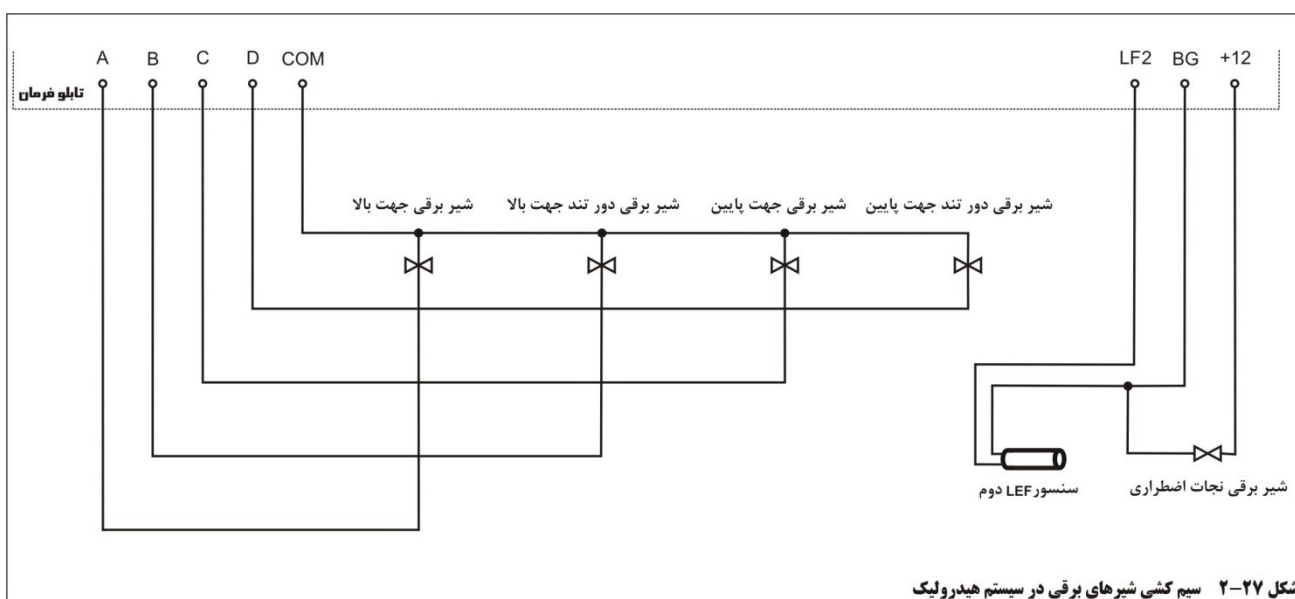 A B C D COM LF2 BG +12
تابلو فرمان
شیر برقی جهت بالا
شیر برقی دور تند جهت بالا
شیر برقی جهت پایین
شیر برقی دور تند جهت پایین
سنسور LEF دوم
شیر برقی نجات اضطراری
شکل ۲۷-۲ سیم کشی شیرهای برقی در سیستم هیدرولیک